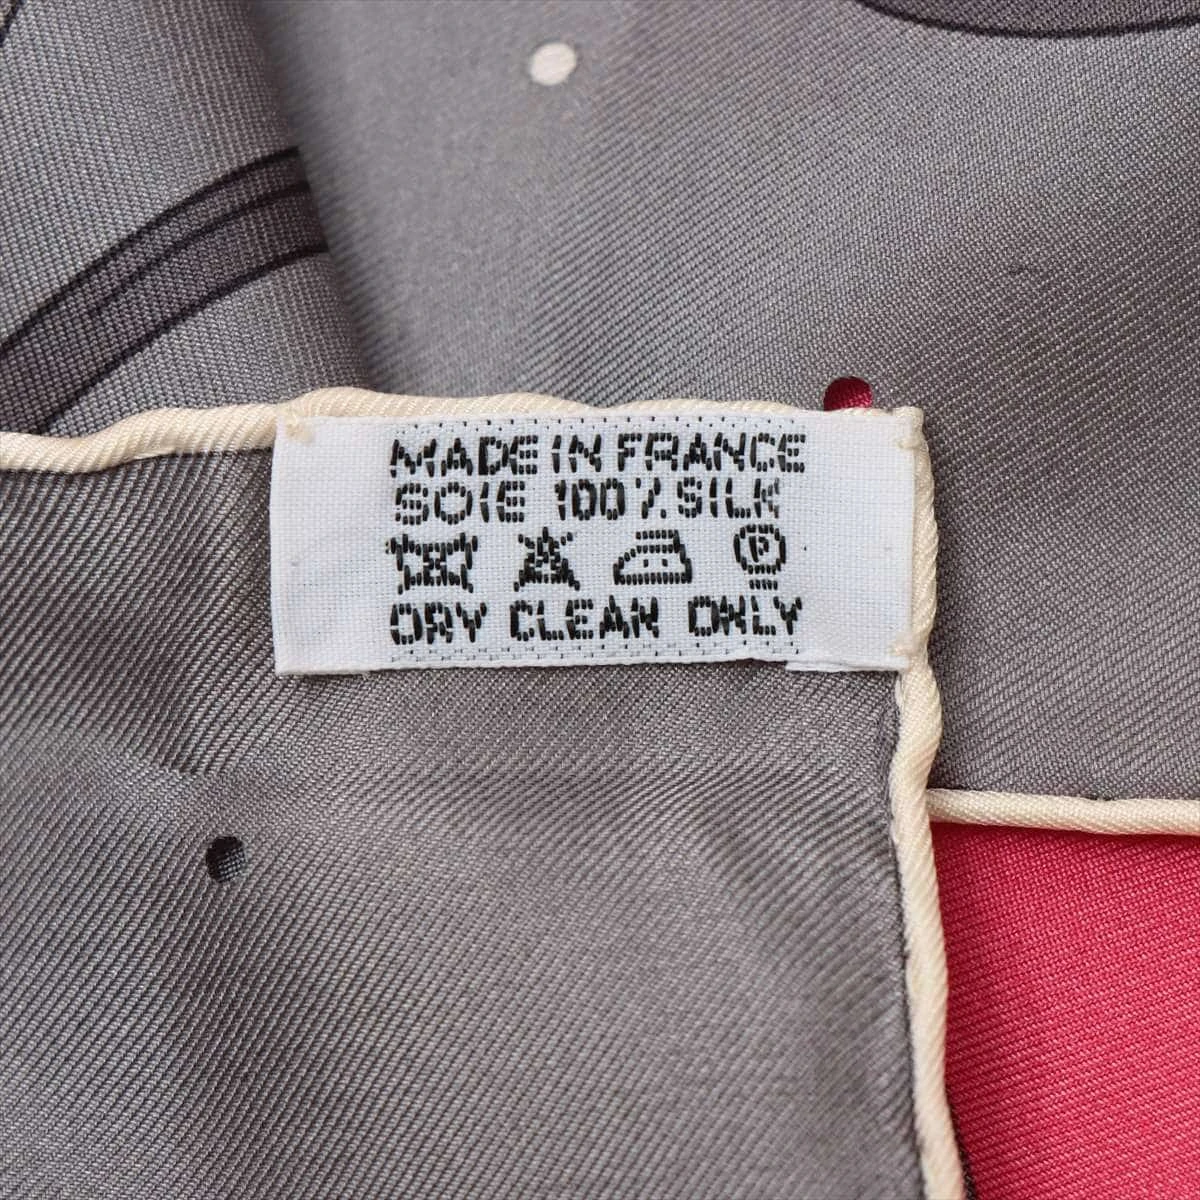 MADE IN FRANCE
SOIE 100% SILK
P
DRY CLEAN ONLY